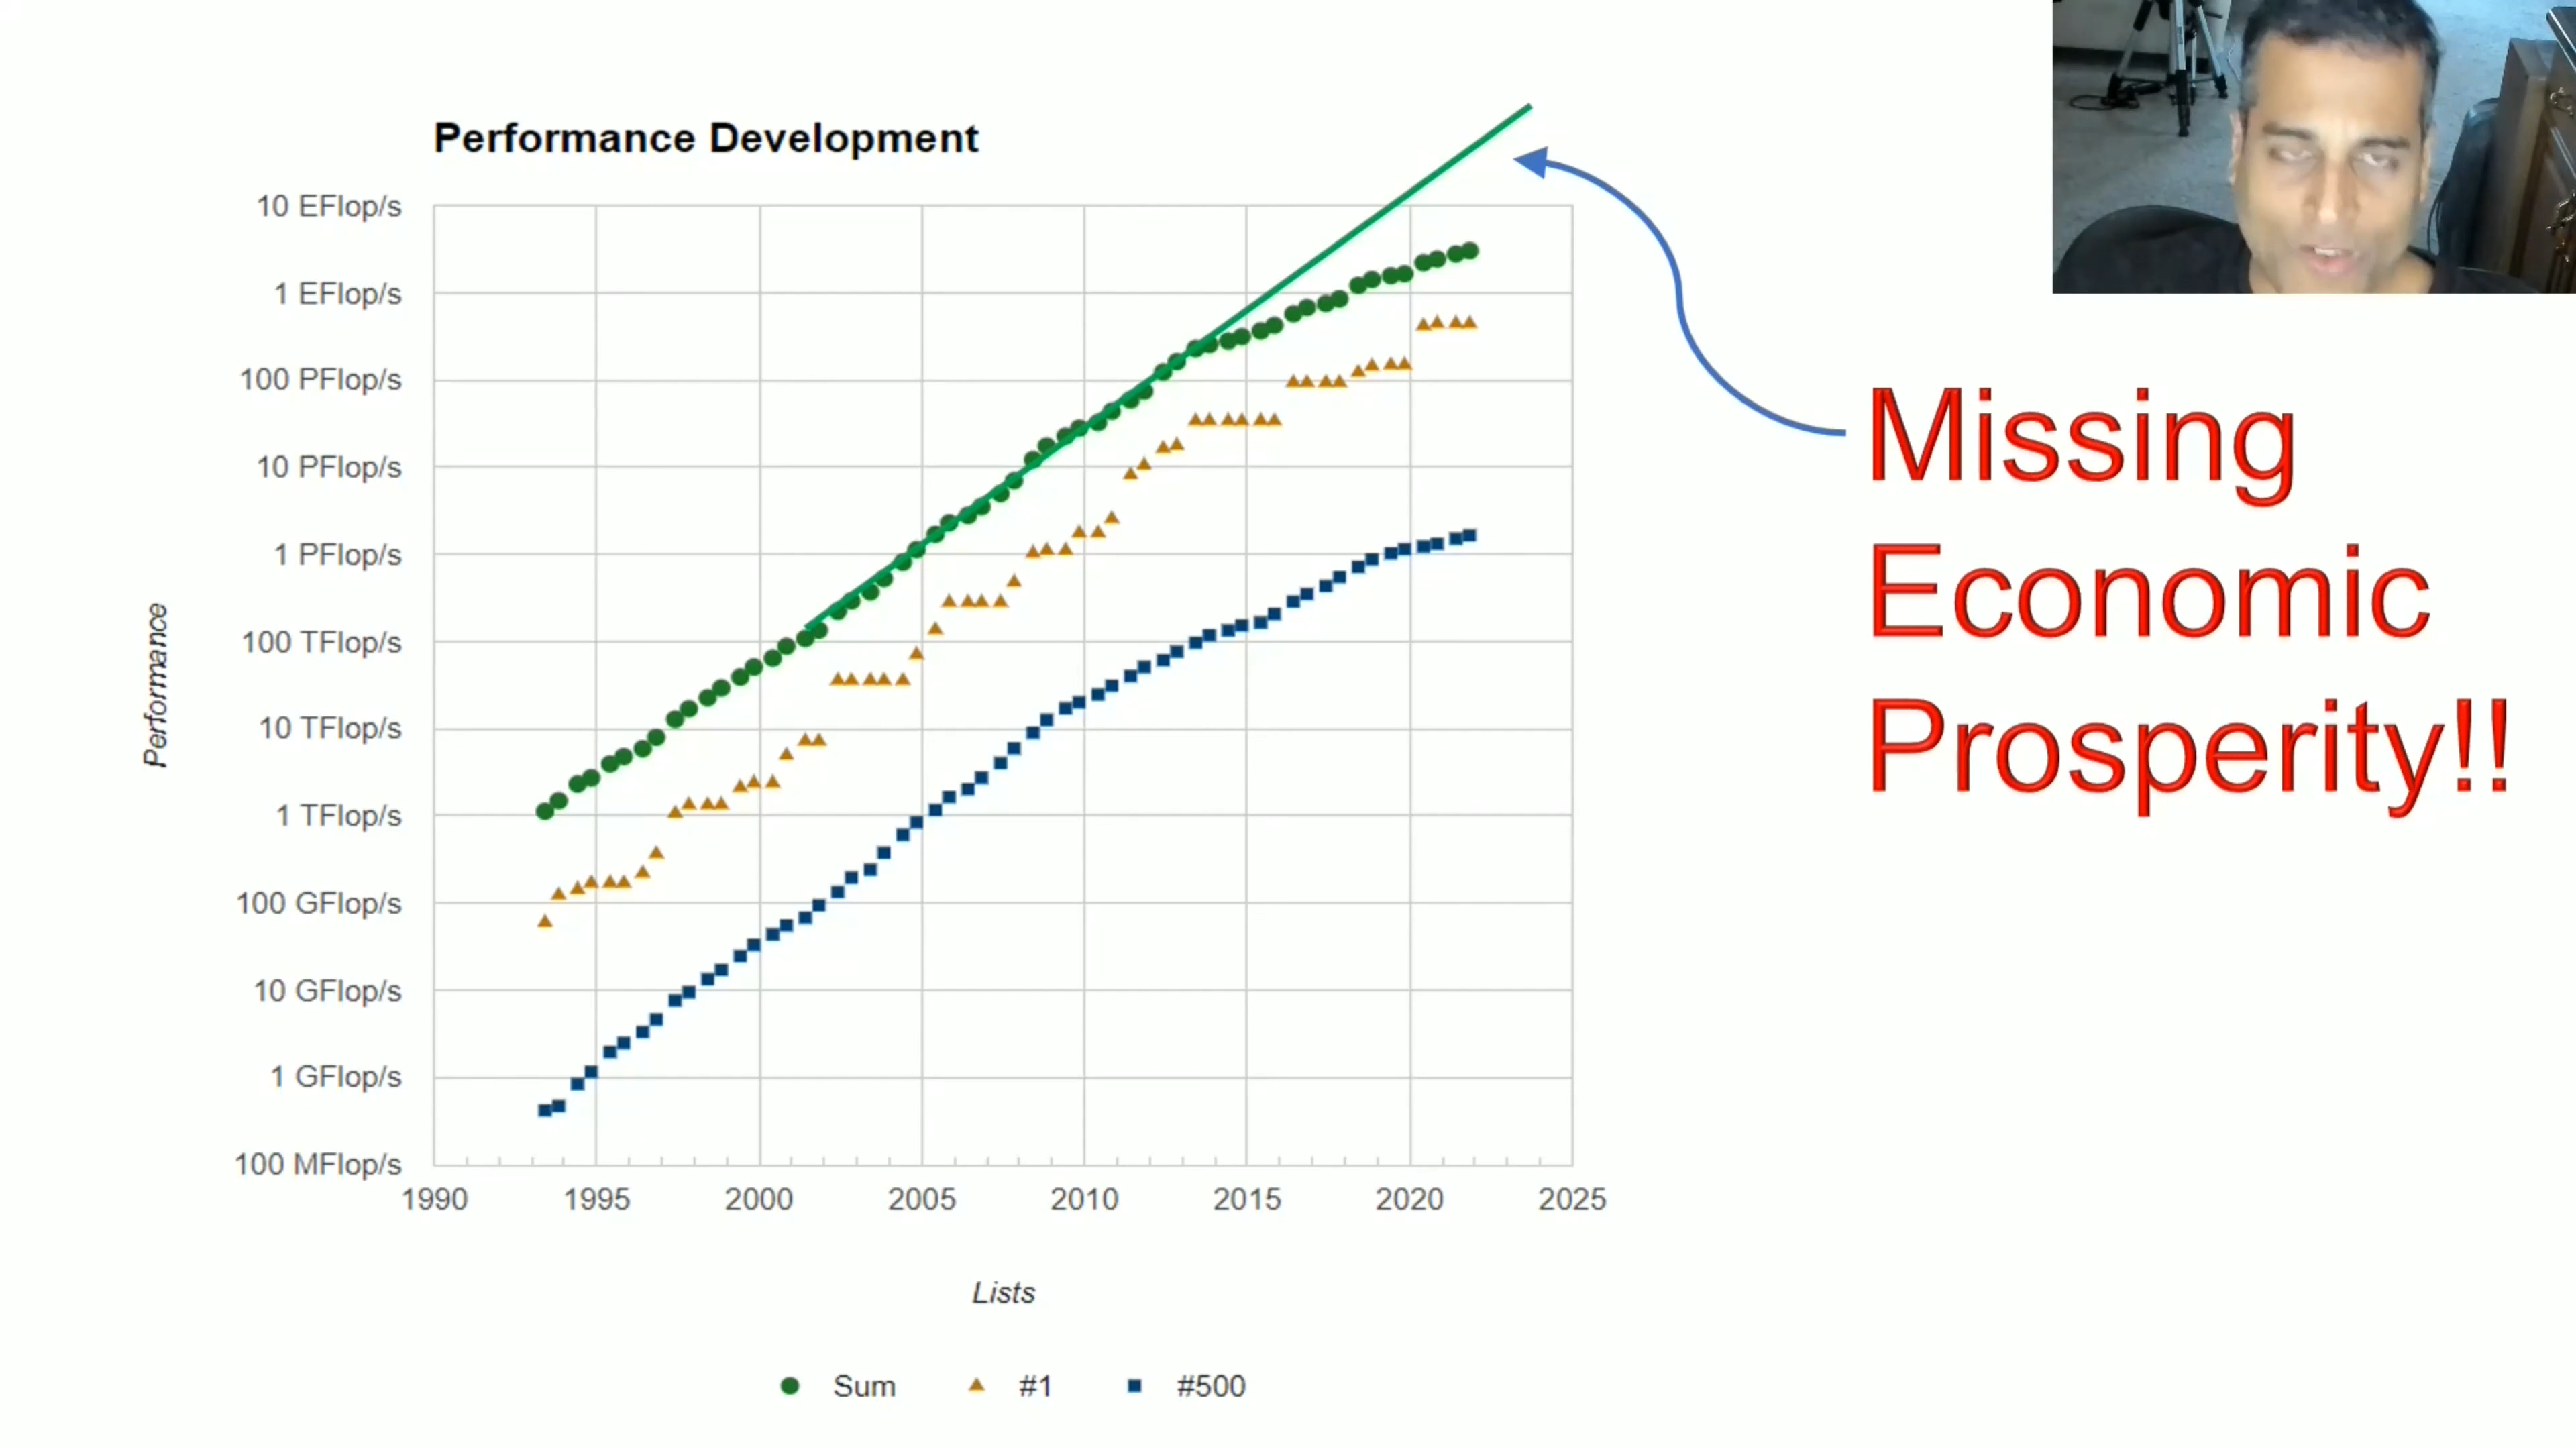 Performance Development
10 EFlop/s
1 EFlop/s
100 PFlop/s
10 PFlop/s
1 PFlop/s
100 TFlop/s
10 TFlop/s
1 TFlop/s
100 GFlop/s
10 GFlop/s
1 GFlop/s
100 MFlop/s
Performance
1990 1995 2000 2005 2010 2015 2020 2025
Lists
Sum #1 #500
Missing
Economic
Prosperity!!